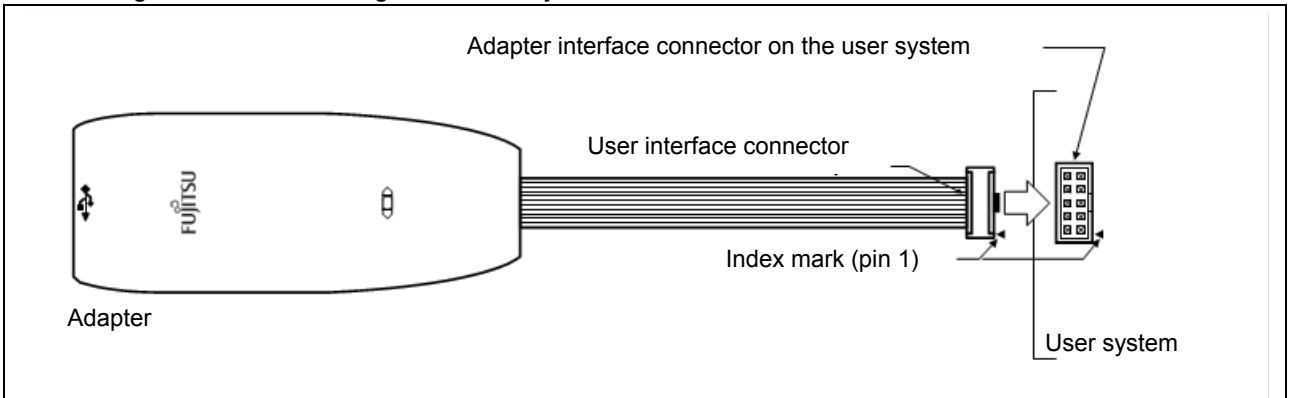 Adapter interface connector on the user system
User interface connector
FUJITSU
Index mark (pin 1)
Adapter
User system